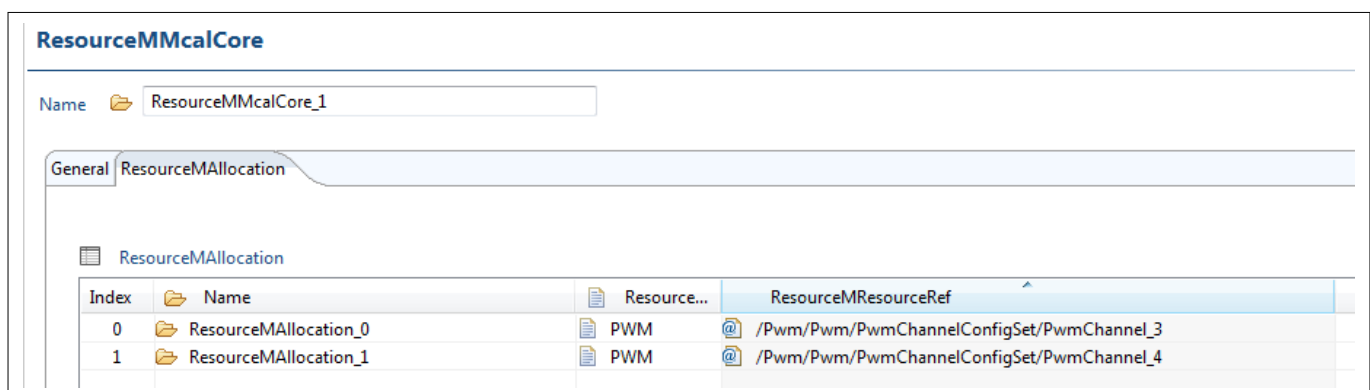 ResourceMMcalCore
Name ResourceMMcalCore_1
General ResourceMAllocation
ResourceMAllocation
Index Name Resource... ResourceMResourceRef
0 ResourceMAllocation_0 PWM /Pwm/Pwm/PwmChannelConfigSet/PwmChannel_3
1 ResourceMAllocation_1 PWM /Pwm/Pwm/PwmChannelConfigSet/PwmChannel_4